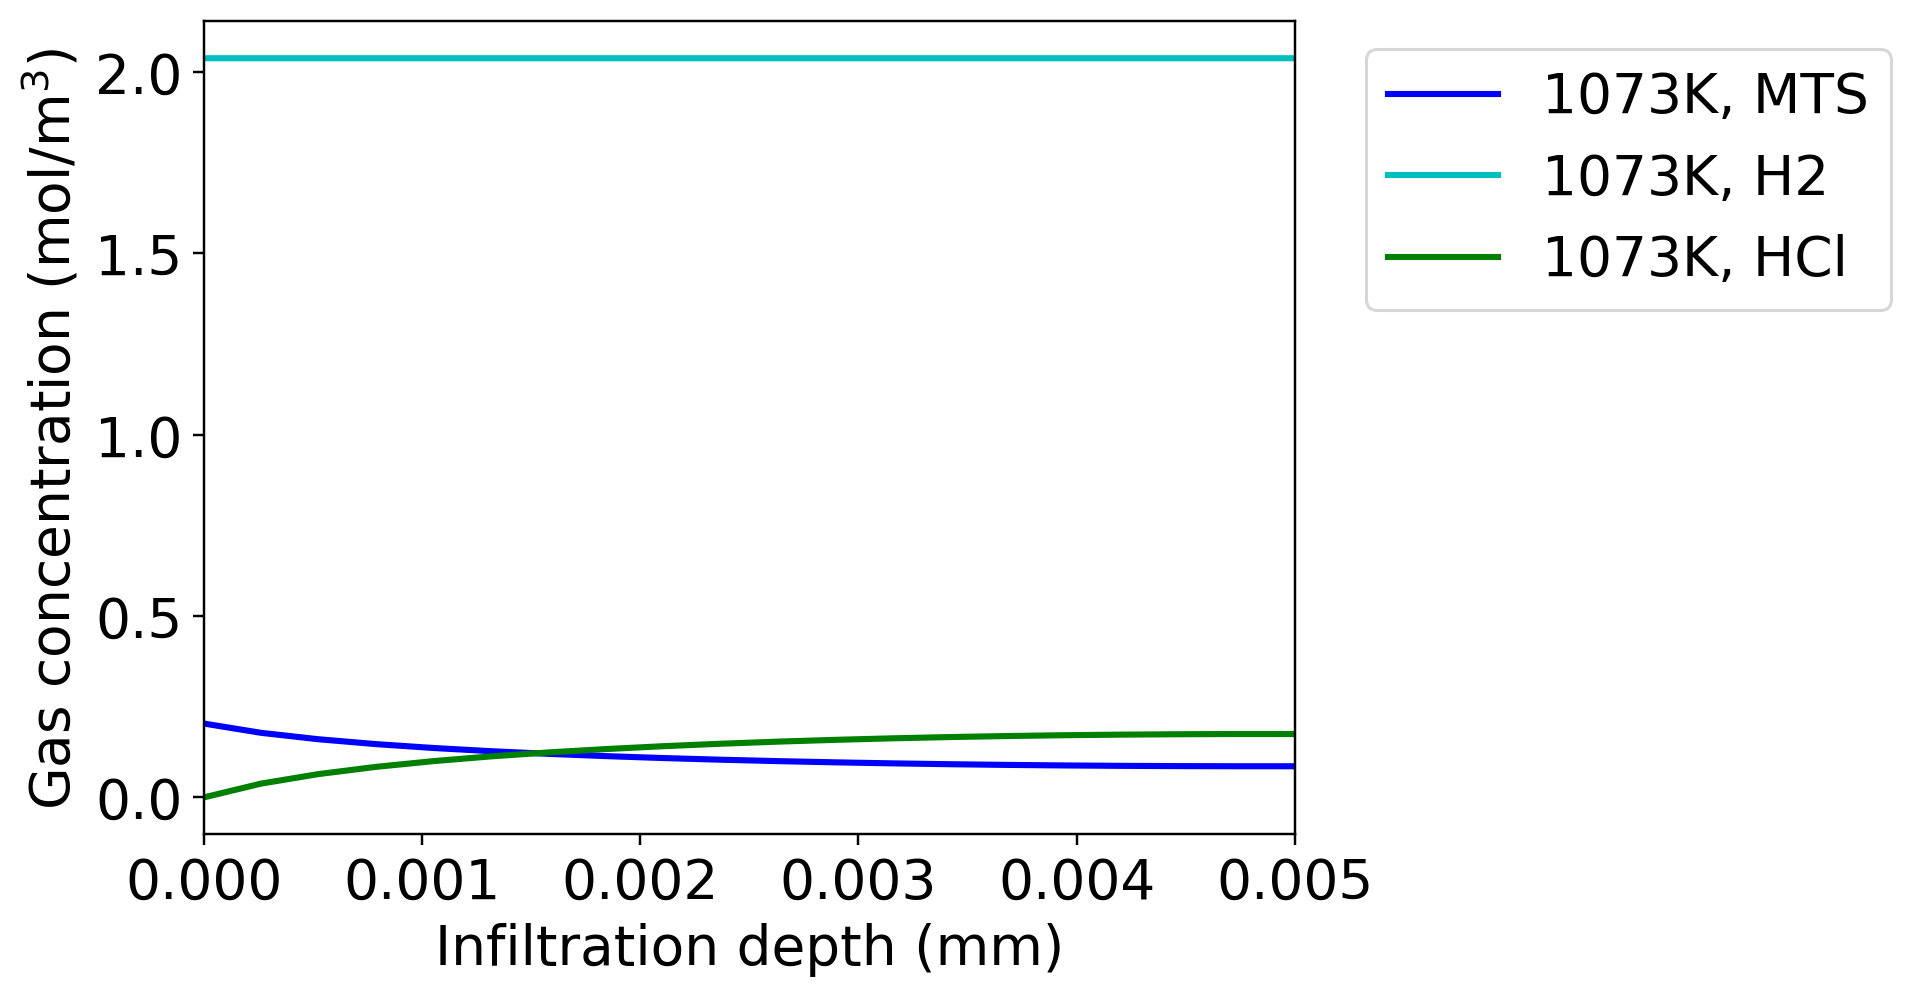 Gas concentration (mol/m³)
2.0
1.5
1.0
0.5
0.0
0.000 0.001 0.002 0.003 0.004 0.005
Infiltration depth (mm)
1073K, MTS
1073K, H2
1073K, HCl